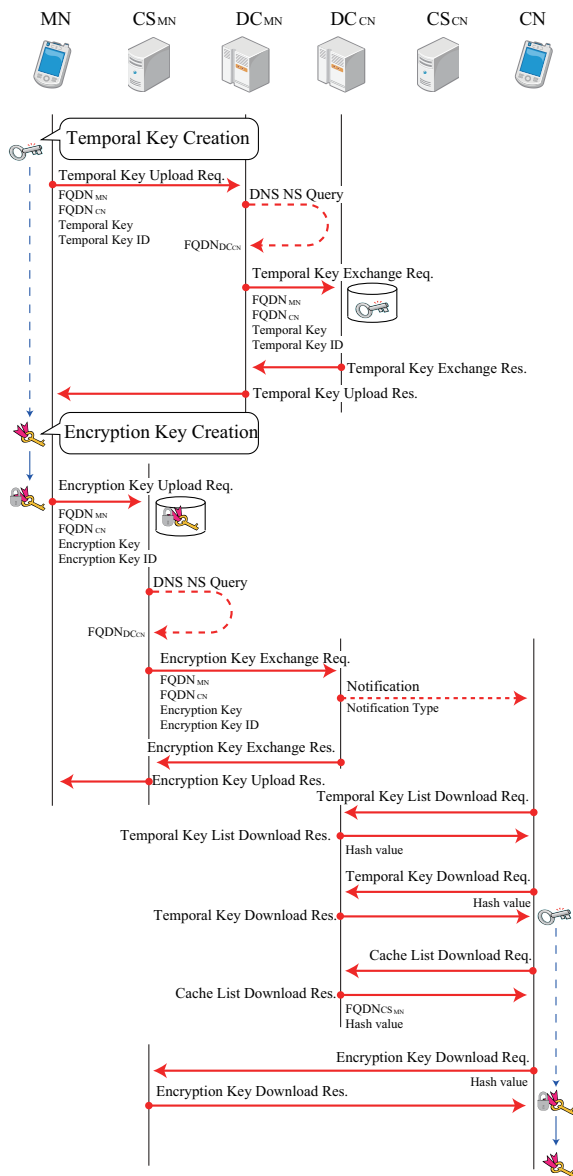 MN CSMN DCMN DCCN CSCN CN
Temporal Key Creation
Temporal Key Upload Req.
FQDNMN
FQDNCN
Temporal Key
Temporal Key ID
DNS NS Query
FQDNDCCN
Temporal Key Exchange Req.
FQDNMN
FQDNCN
Temporal Key
Temporal Key ID
Temporal Key Exchange Res.
Temporal Key Upload Res.
Encryption Key Creation
Encryption Key Upload Req.
FQDNMN
FQDNCN
Encryption Key
Encryption Key ID
DNS NS Query
FQDNDCCN
Encryption Key Exchange Req.
FQDNMN
FQDNCN
Encryption Key
Encryption Key ID
Notification
Notification Type
Encryption Key Exchange Res.
Encryption Key Upload Res.
Temporal Key List Download Req.
Temporal Key List Download Res.
Hash value
Temporal Key Download Req.
Hash value
Temporal Key Download Res.
Cache List Download Req.
Cache List Download Res.
FQDNCSMN
Hash value
Encryption Key Download Req.
Hash value
Encryption Key Download Res.